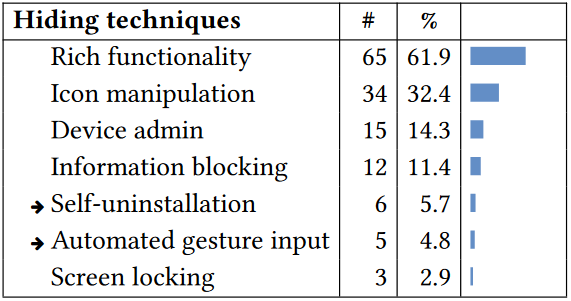 Hiding techniques # %
Rich functionality 65 61.9
Icon manipulation 34 32.4
Device admin 15 14.3
Information blocking 12 11.4
➔ Self-uninstallation 6 5.7
➔ Automated gesture input 5 4.8
Screen locking 3 2.9